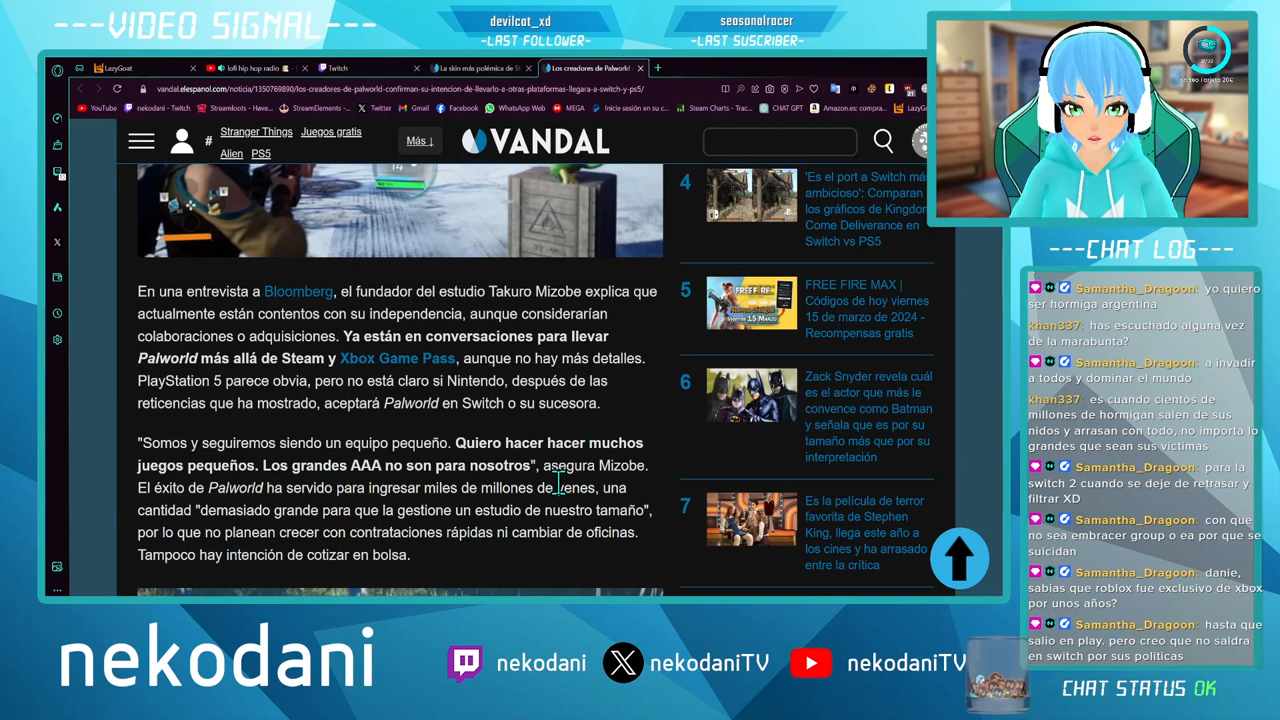 ---VIDEO SIGNAL---
devilcat_xd
-LAST FOLLOWER-
seasonalracer
-LAST SUSCRIBER-
LazyGoat
lofi hip hop radio
Twitch
La skin más polémica de S
Los creadores de Palworld
vandal.elespanol.com/noticia/1350769890/los-creadores-de-palworld-confirman-su-intencion-de-llevarlo-a-otras-plataformas-llegara-a-switch-y-ps5/
YouTube
nekodani - Twitch
Streamloots - Have...
StreamElements -...
Twitter
Gmail
Facebook
WhatsApp Web
MEGA
Inicie sesión en su c...
Steam Charts - Trac...
CHAT GPT
Amazon.es: compra...
#
Stranger Things
Juegos gratis
Alien
PS5
Más ↓
VANDAL
14
En una entrevista a Bloomberg, el fundador del estudio Takuro Mizobe explica que
actualmente están contentos con su independencia, aunque considerarían
colaboraciones o adquisiciones. Ya están en conversaciones para llevar
Palworld más allá de Steam y Xbox Game Pass, aunque no hay más detalles.
PlayStation 5 parece obvia, pero no está claro si Nintendo, después de las
reticencias que ha mostrado, aceptará Palworld en Switch o su sucesora.
"Somos y seguiremos siendo un equipo pequeño. Quiero hacer hacer muchos
juegos pequeños. Los grandes AAA no son para nosotros", asegura Mizobe.
El éxito de Palworld ha servido para ingresar miles de millones de yenes, una
cantidad "demasiado grande para que la gestione un estudio de nuestro tamaño",
por lo que no planean crecer con contrataciones rápidas ni cambiar de oficinas.
Tampoco hay intención de cotizar en bolsa.
4
'Es el port a Switch más
ambicioso': Comparan
los gráficos de Kingdom
Come Deliverance en
Switch vs PS5
5
FREE FIRE MAX |
Códigos de hoy viernes
15 de marzo de 2024 -
Recompensas gratis
6
Zack Snyder revela cuál
es el actor que más le
convence como Batman
y señala que es por su
tamaño más que por su
interpretación
7
Es la película de terror
favorita de Stephen
King, llega este año a
los cines y ha arrasado
entre la crítica
---CHAT LOG---
Samantha_Dragoon: yo quiero
ser hormiga argentina
khan337: has escuchado alguna vez
de la marabunta?
Samantha_Dragoon: a invadir
a todos y dominar el mundo
khan337: es cuando cientos de
millones de hormigan salen de sus
nidos y arrasan con todo, no importa lo
grandes que sean sus victimas
Samantha_Dragoon: para la
switch 2 cuando se deje de retrasar y
filtrar XD
Samantha_Dragoon: con que
no sea embracer group o ea por que se
suicidan
Samantha_Dragoon: danie,
sabias que roblox fue exclusivo de xbox
por unos años?
Samantha_Dragoon: hasta que
salio en play. pero creo que no saldra
en switch por sus politicas
nekodani
nekodani
nekodaniTV
nekodaniTV
CHAT STATUS OK